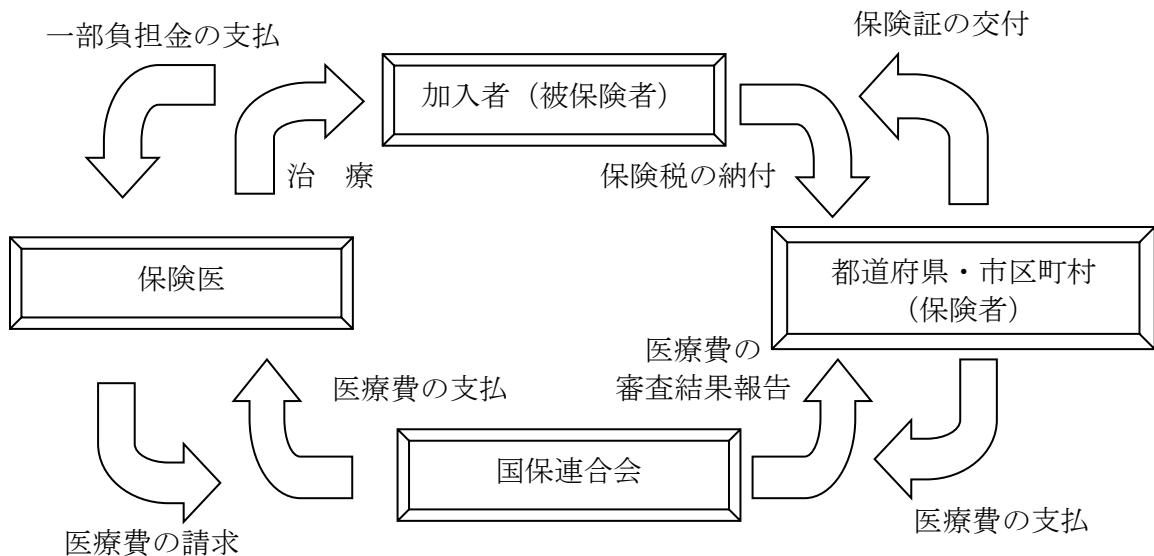 一部負担金の支払
保険証の交付
加入者（被保険者）
治　療
保険税の納付
保険医
都道府県・市区町村
（保険者）
医療費の支払
医療費の
審査結果報告
国保連合会
医療費の請求
医療費の支払